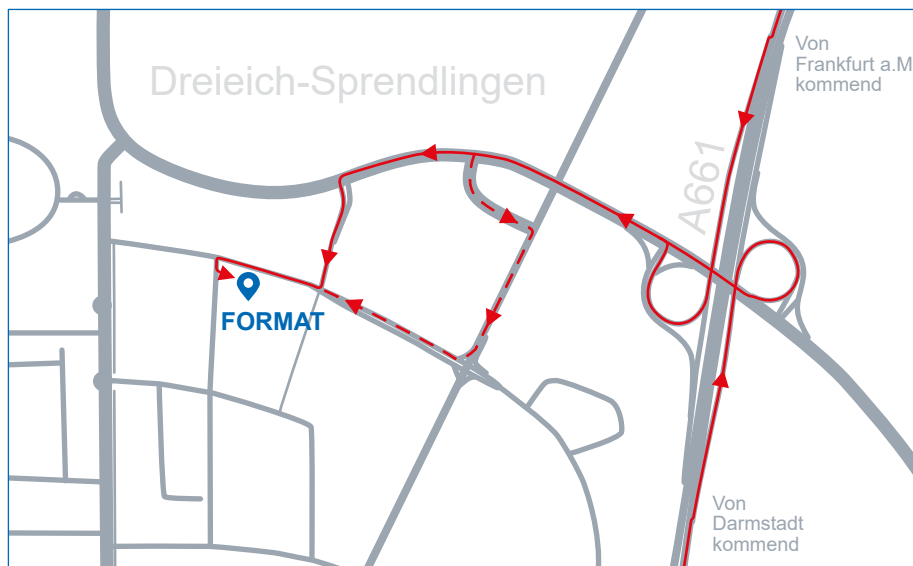 Dreieich-Sprendlingen
Von
Frankfurt a.M
kommend
A661
FORMAT
Von
Darmstadt
kommend